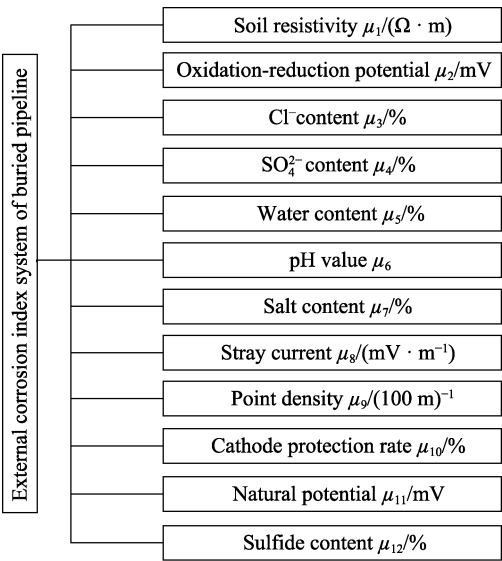 External corrosion index system of buried pipeline
Soil resistivity μ₁/(Ω · m)
Oxidation-reduction potential μ₂/mV
Cl⁻content μ₃/%
SO₄²⁻ content μ₄/%
Water content μ₅/%
pH value μ₆
Salt content μ₇/%
Stray current μ₈/(mV · m⁻¹)
Point density μ₉/(100 m)⁻¹
Cathode protection rate μ₁₀/%
Natural potential μ₁₁/mV
Sulfide content μ₁₂/%